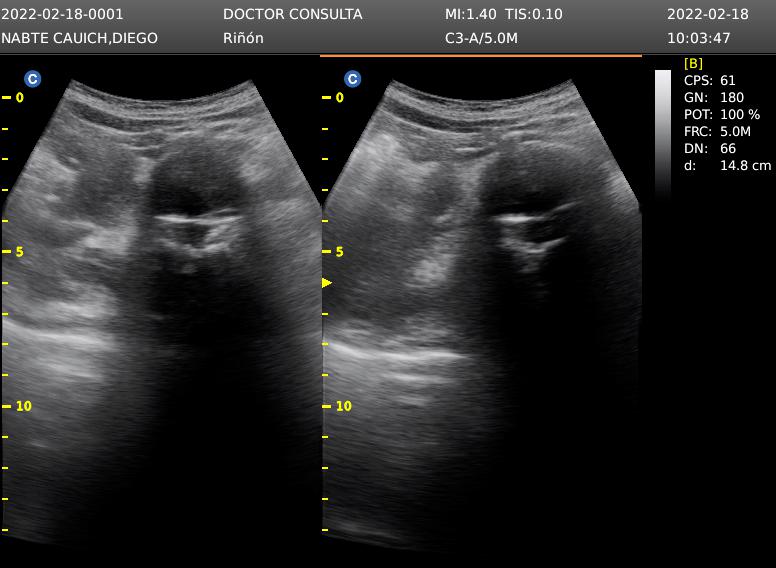 2022-02-18-0001 DOCTOR CONSULTA MI:1.40 TIS:0.10 2022-02-18
NABTE CAUICH,DIEGO Riñón C3-A/5.0M 10:03:47
[B]
CPS: 61
GN: 180
POT: 100 %
FRC: 5.0M
DN: 66
d: 14.8 cm
C C
0 0
5 5
10 10